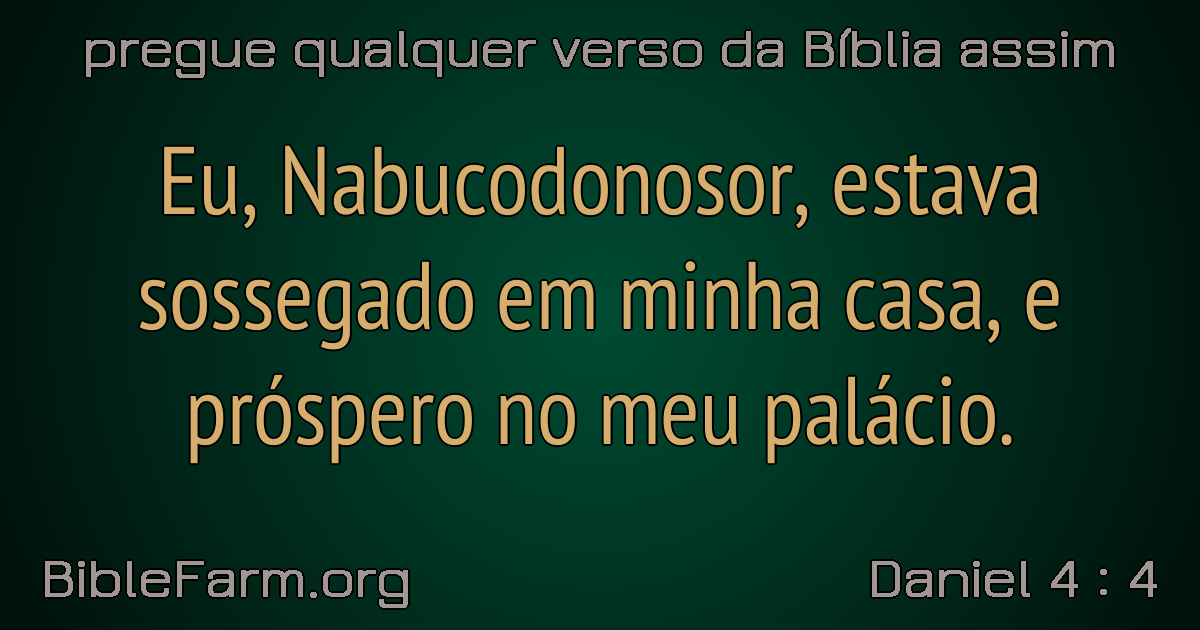 pregue qualquer verso da Bíblia assim
Eu, Nabucodonosor, estava
sossegado em minha casa, e
próspero no meu palácio.
BibleFarm.org
Daniel 4 : 4